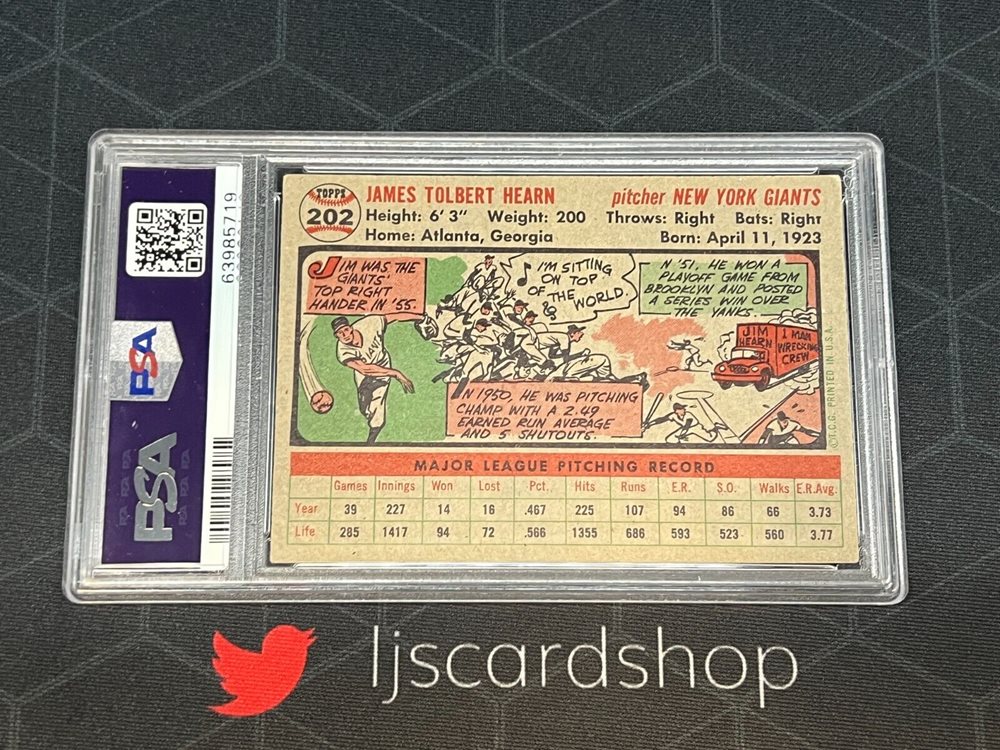 63985719
PSA
PSA
TOPPS
202
JAMES TOLBERT HEARN
pitcher NEW YORK GIANTS
Height: 6' 3" Weight: 200 Throws: Right Bats: Right
Home: Atlanta, Georgia
Born: April 11, 1923
JIM WAS THE
GIANTS'
TOP RIGHT
HANDER IN '55.
I'M SITTING
ON TOP
OF THE
WORLD.
IN '51, HE WON A
PLAYOFF GAME FROM
BROOKLYN AND POSTED
A SERIES WIN OVER
THE YANKS.
JIM
HEARN
1 MAN
WRECKING
CREW
IN 1950, HE WAS PITCHING
CHAMP WITH A 2.49
EARNED RUN AVERAGE
AND 5 SHUTOUTS.
©T.C.G. PRINTED IN U.S.A.
MAJOR LEAGUE PITCHING RECORD
Games Innings Won Lost Pct. Hits Runs E.R. S.O. Walks E.R.Avg.
Year 39 227 14 16 .467 225 107 94 86 66 3.73
Life 285 1417 94 72 .566 1355 686 593 523 560 3.77
ljscardshop